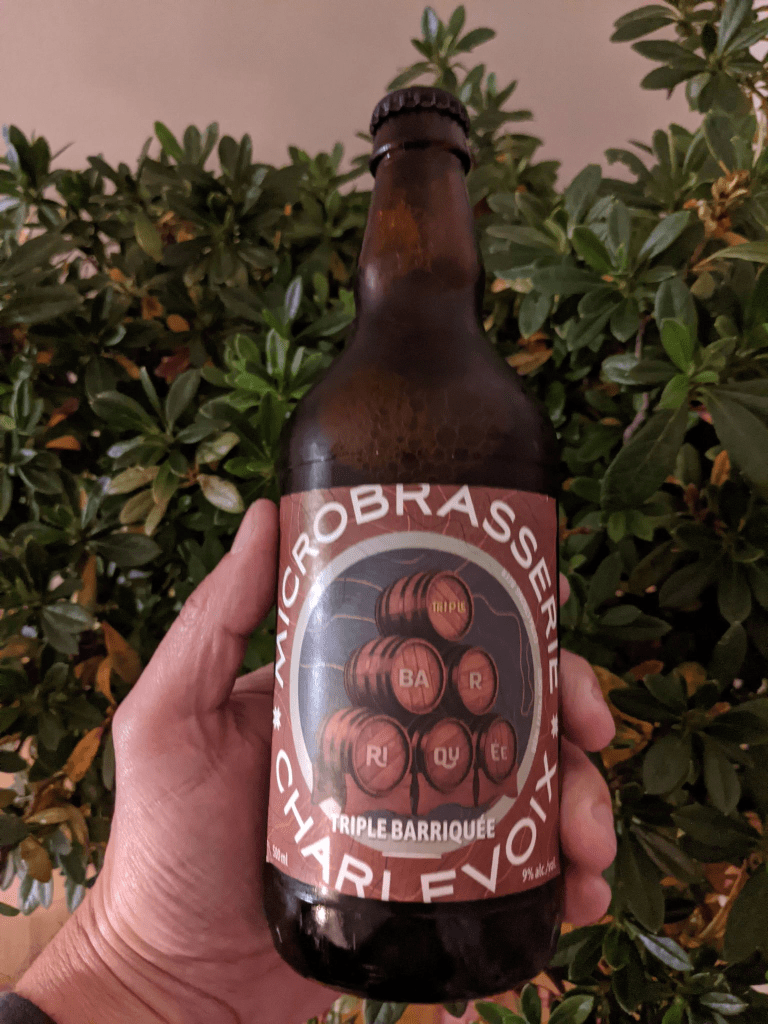 * MICROBRASSERIE *
TRIPLE
BA R
RI QU ÉE
TRIPLE BARRIQUÉE
CHARLEVOIX
500 ml
9% alc./vol.